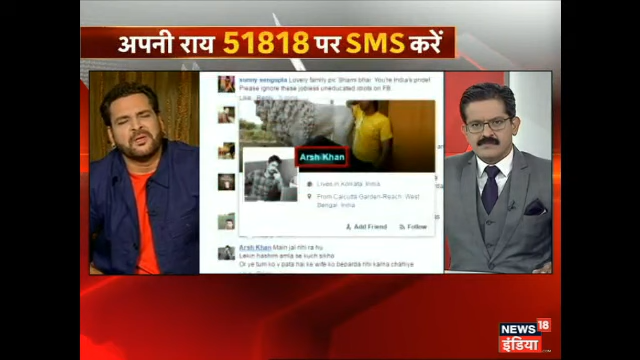 अपनी राय 51818 पर SMS करें
sunny sengupta Lovely family pic Shami bhai. You're India's pride!!
Please ignore these jobless uneducated idiots on FB.
Like Reply
Arsh Khan
Lives in Kolkata, India
From Calcutta Garden-Reach, West
Bengal, India
Add Friend
Follow
Arsh Khan Main jal nhi ra hu
Lekin hashim amla se kuch sikho
Or ye tum ko v pata hai ke wife ko beparda nhi karna chahiye
NEWS 18
इंडिया